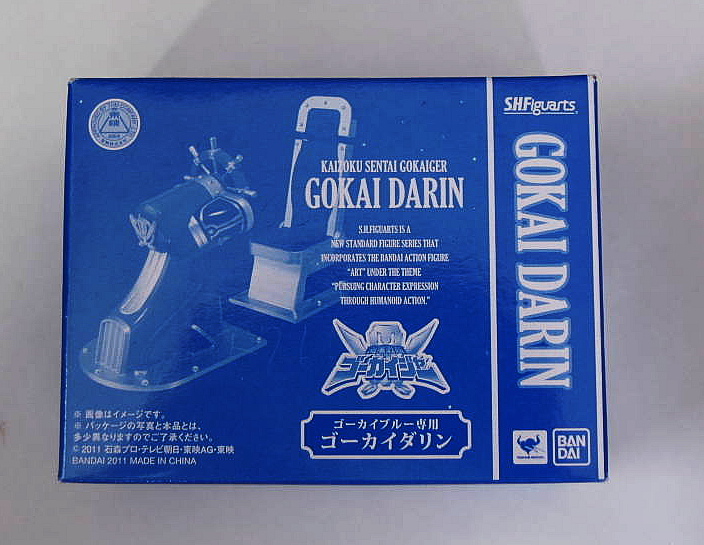 S.H.Figuarts
GOKAI DARIN
KAIZOKU SENTAI GOKAIGER
GOKAI DARIN
S.H.FIGUARTS IS A
NEW STANDARD FIGURE SERIES THAT
INCORPORATES THE BANDAI ACTION FIGURE
"ART" UNDER THE THEME
"PURSUING CHARACTER EXPRESSION
THROUGH HUMANOID ACTION."
ゴーカイジャー
ゴーカイブルー専用
ゴーカイダリン
※ 画像はイメージです。
※ パッケージの写真と本品とは、
多少異なりますのでご了承ください。
© 2011 石森プロ・テレビ朝日・東映AG・東映
BANDAI 2011 MADE IN CHINA
BAN
DAI